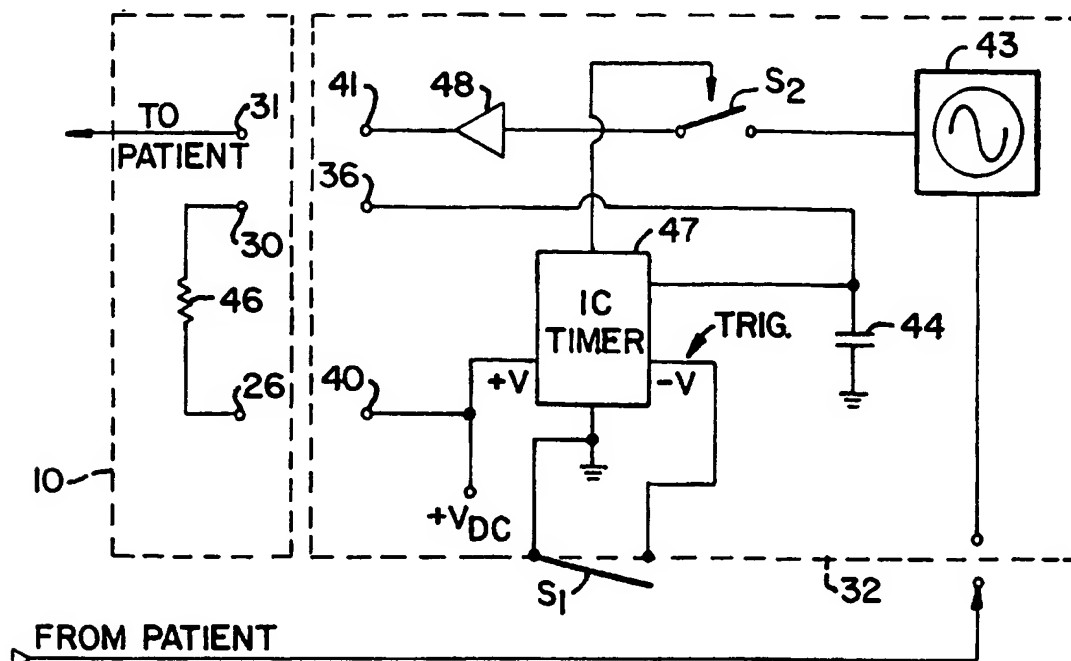 43
41
48
S2
31
TO
PATIENT
36
30
47
IC
TIMER
TRIG.
44
46
+V
-V
26
40
10
+VDC
S1
32
FROM PATIENT